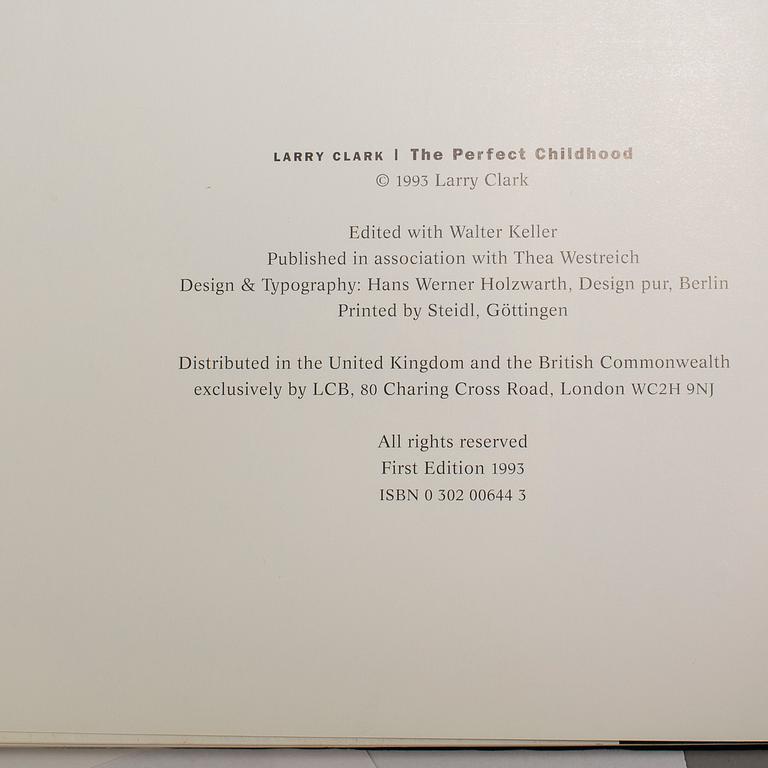 LARRY CLARK | The Perfect Childhood
© 1993 Larry Clark
Edited with Walter Keller
Published in association with Thea Westreich
Design & Typography: Hans Werner Holzwarth, Design pur, Berlin
Printed by Steidl, Göttingen
Distributed in the United Kingdom and the British Commonwealth
exclusively by LCB, 80 Charing Cross Road, London WC2H 9NJ
All rights reserved
First Edition 1993
ISBN 0 302 00644 3